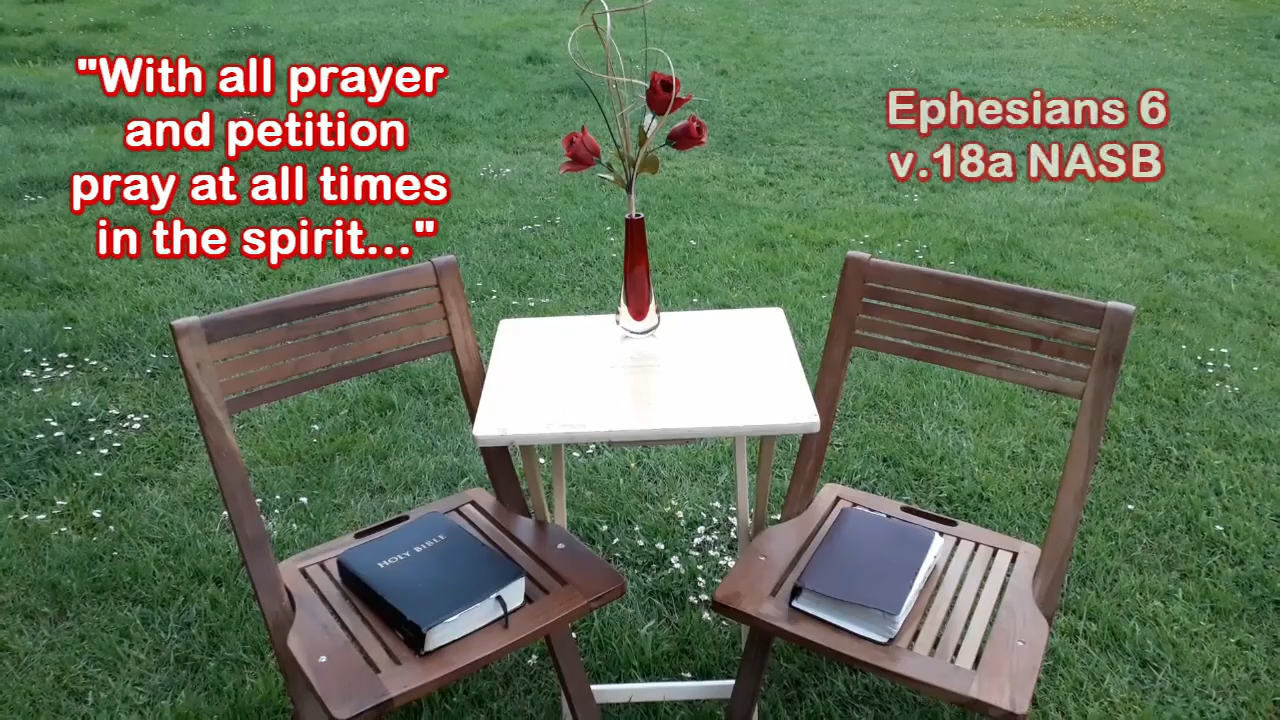 "With all prayer
and petition
pray at all times
in the spirit..."
Ephesians 6
v.18a NASB
HOLY BIBLE